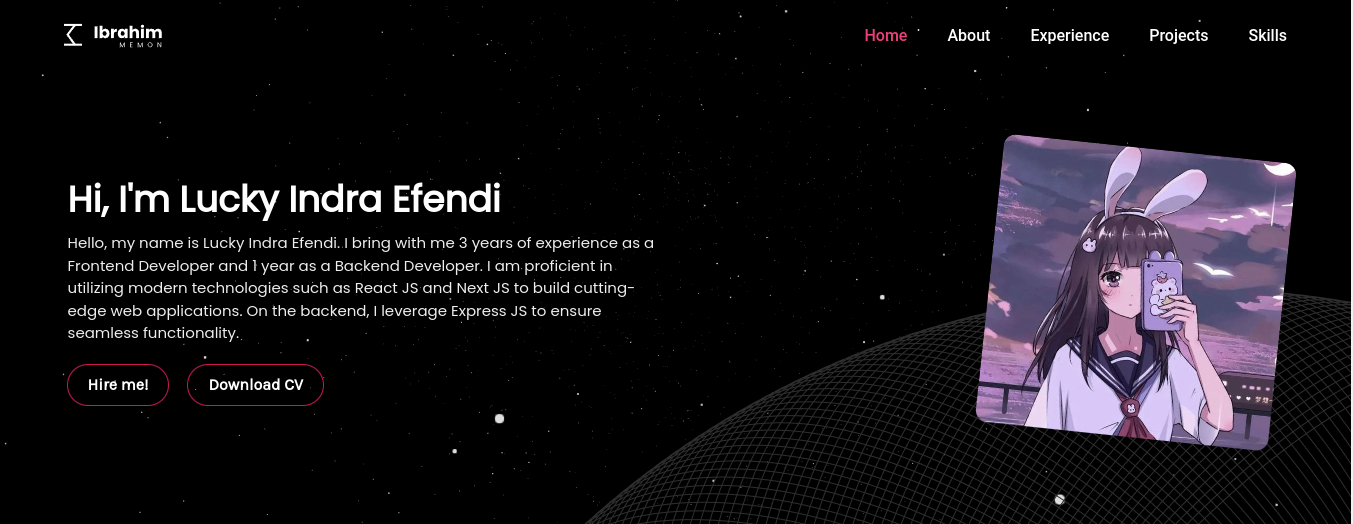 Ibrahim
MEMON
Home About Experience Projects Skills
Hi, I'm Lucky Indra Efendi
Hello, my name is Lucky Indra Efendi. I bring with me 3 years of experience as a
Frontend Developer and 1 year as a Backend Developer. I am proficient in
utilizing modern technologies such as React JS and Next JS to build cutting-
edge web applications. On the backend, I leverage Express JS to ensure
seamless functionality.
Hire me! Download CV